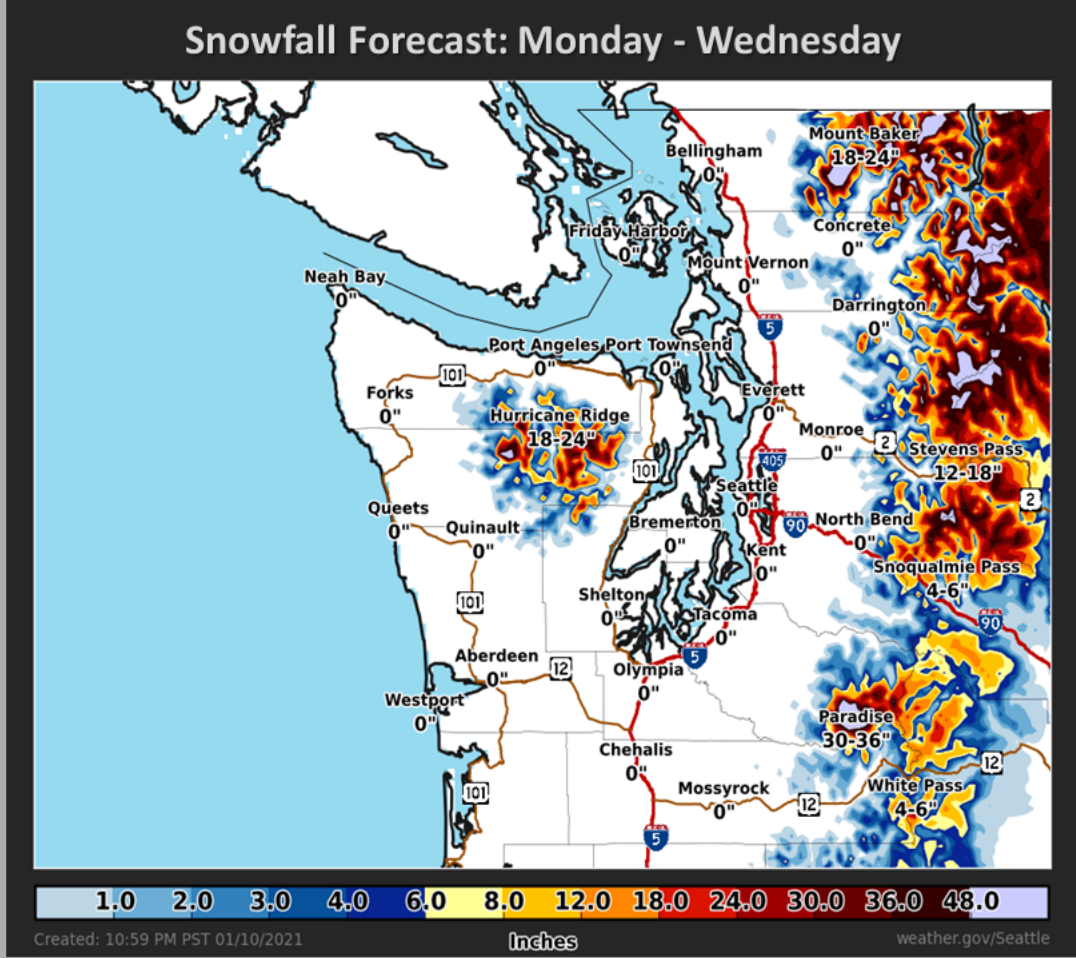 Snowfall Forecast: Monday - Wednesday
Mount Baker
18-24"
Bellingham
0"
Concrete
0"
Friday Harbor
0"
Mount Vernon
0"
Neah Bay
0"
Darrington
0"
5
Port Angeles
0"
Port Townsend
0"
101
Forks
0"
Everett
0"
Hurricane Ridge
18-24"
Monroe
0"
2
Stevens Pass
12-18"
405
101
Seattle
0"
2
Queets
0"
Quinault
0"
Bremerton
0"
90
North Bend
0"
Kent
0"
Snoqualmie Pass
4-6"
101
Shelton
0"
Tacoma
0"
90
5
Aberdeen
0"
12
Olympia
0"
Westport
0"
Paradise
30-36"
Chehalis
0"
12
101
Mossyrock
0"
12
White Pass
4-6"
5
1.0 2.0 3.0 4.0 6.0 8.0 12.0 18.0 24.0 30.0 36.0 48.0
Created: 10:59 PM PST 01/10/2021
Inches
weather.gov/Seattle